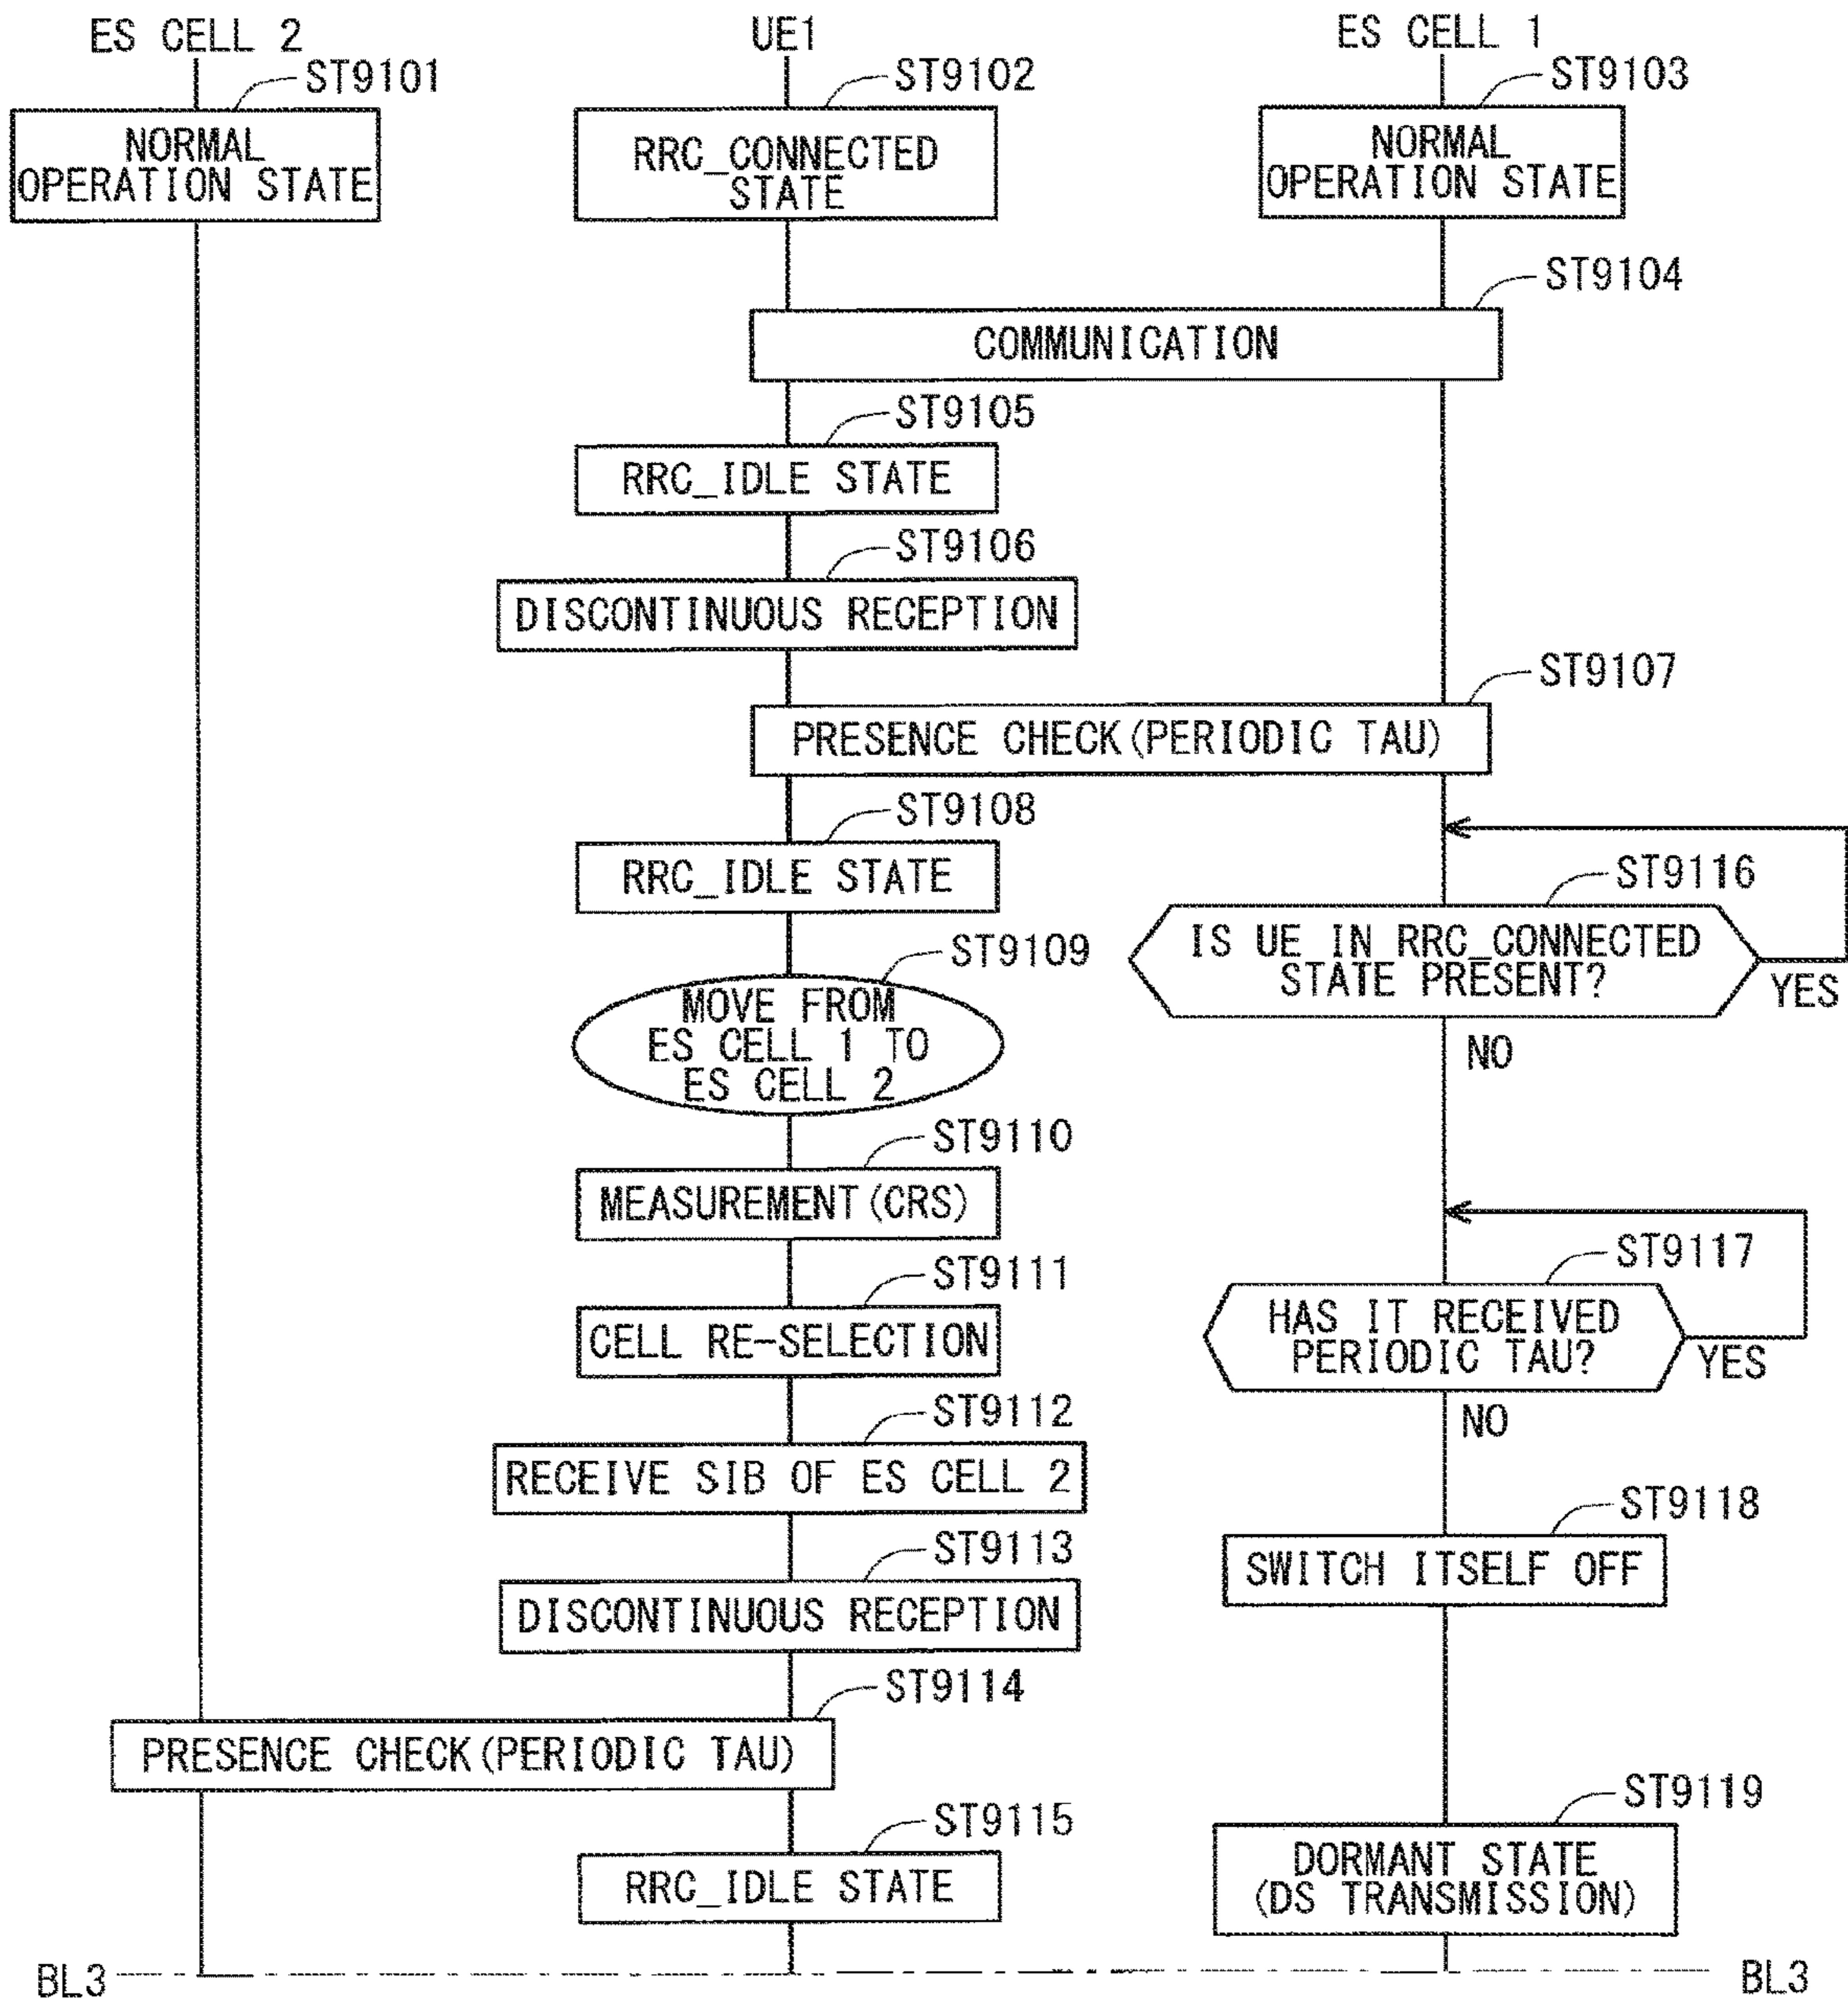 ES CELL 2
UE1
ES CELL 1
ST9101
ST9102
ST9103
NORMAL
OPERATION STATE
RRC_CONNECTED
STATE
NORMAL
OPERATION STATE
ST9104
COMMUNICATION
ST9105
RRC_IDLE STATE
ST9106
DISCONTINUOUS RECEPTION
ST9107
PRESENCE CHECK(PERIODIC TAU)
ST9108
RRC_IDLE STATE
ST9116
IS UE IN RRC_CONNECTED
STATE PRESENT?
YES
NO
ST9109
MOVE FROM
ES CELL 1 TO
ES CELL 2
ST9110
MEASUREMENT(CRS)
ST9111
CELL RE-SELECTION
ST9117
HAS IT RECEIVED
PERIODIC TAU?
YES
NO
ST9112
RECEIVE SIB OF ES CELL 2
ST9118
SWITCH ITSELF OFF
ST9113
DISCONTINUOUS RECEPTION
ST9114
PRESENCE CHECK(PERIODIC TAU)
ST9119
DORMANT STATE
(DS TRANSMISSION)
ST9115
RRC_IDLE STATE
BL3
BL3